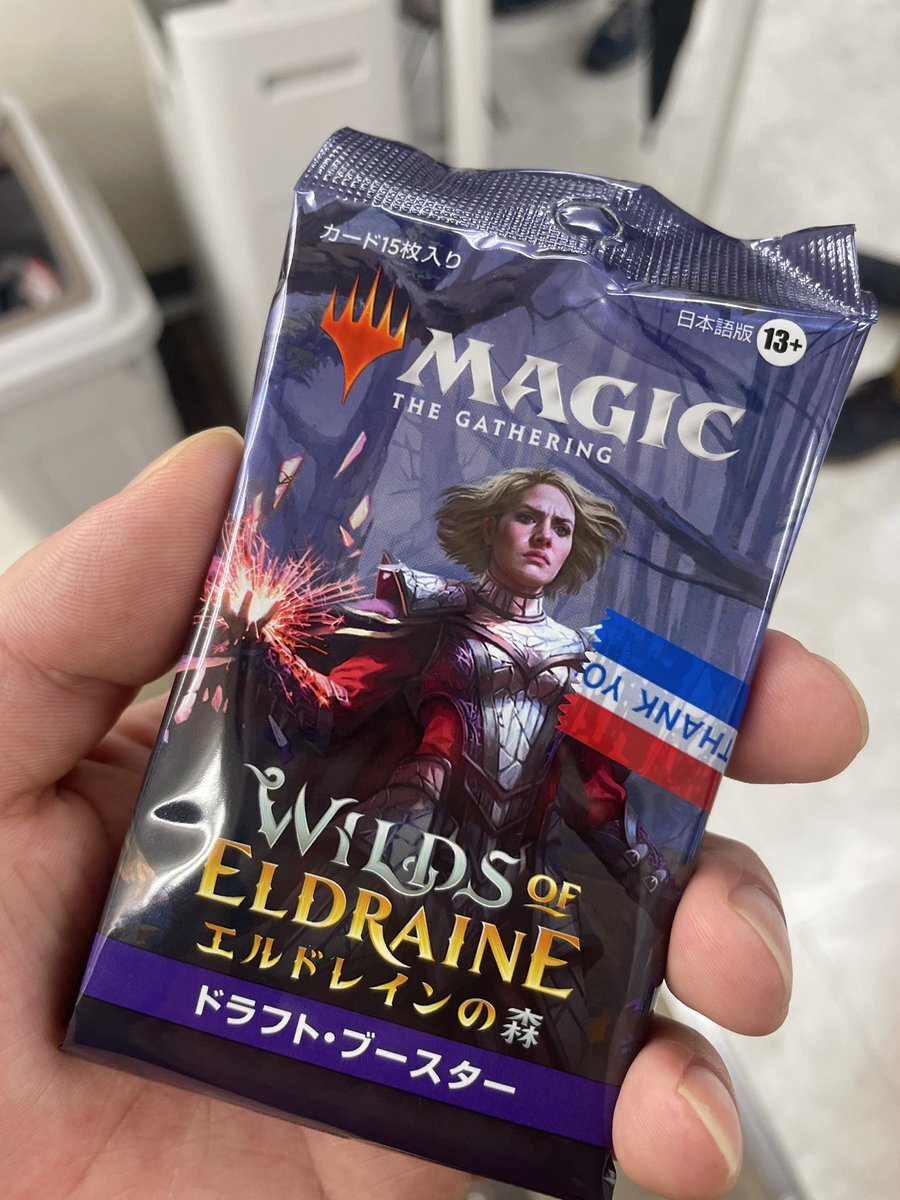 カード15枚入り
日本語版 13+
MAGIC
THE GATHERING
THANK YO
WILDS OF
ELDRAINE
エルドレインの森
ドラフト・ブースター